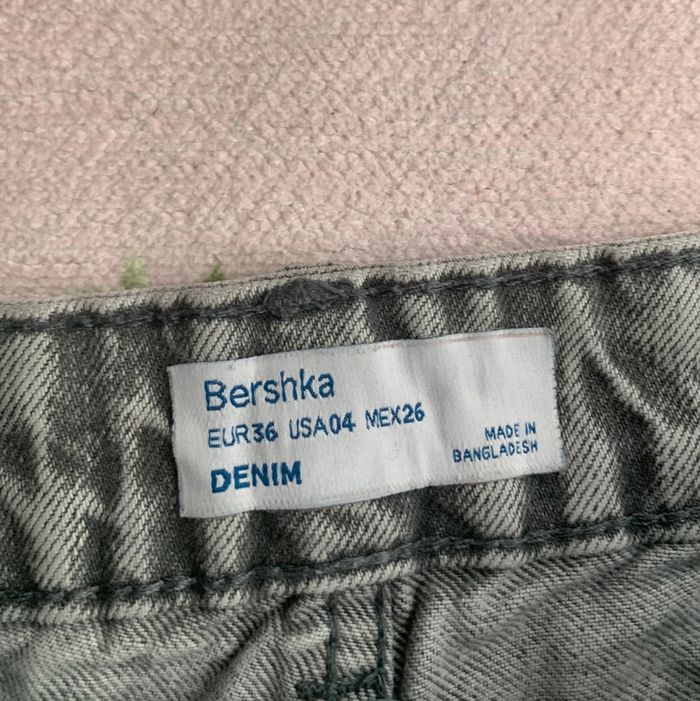 Bershka
EUR36 USA04 MEX26
DENIM
MADE IN
BANGLADESH